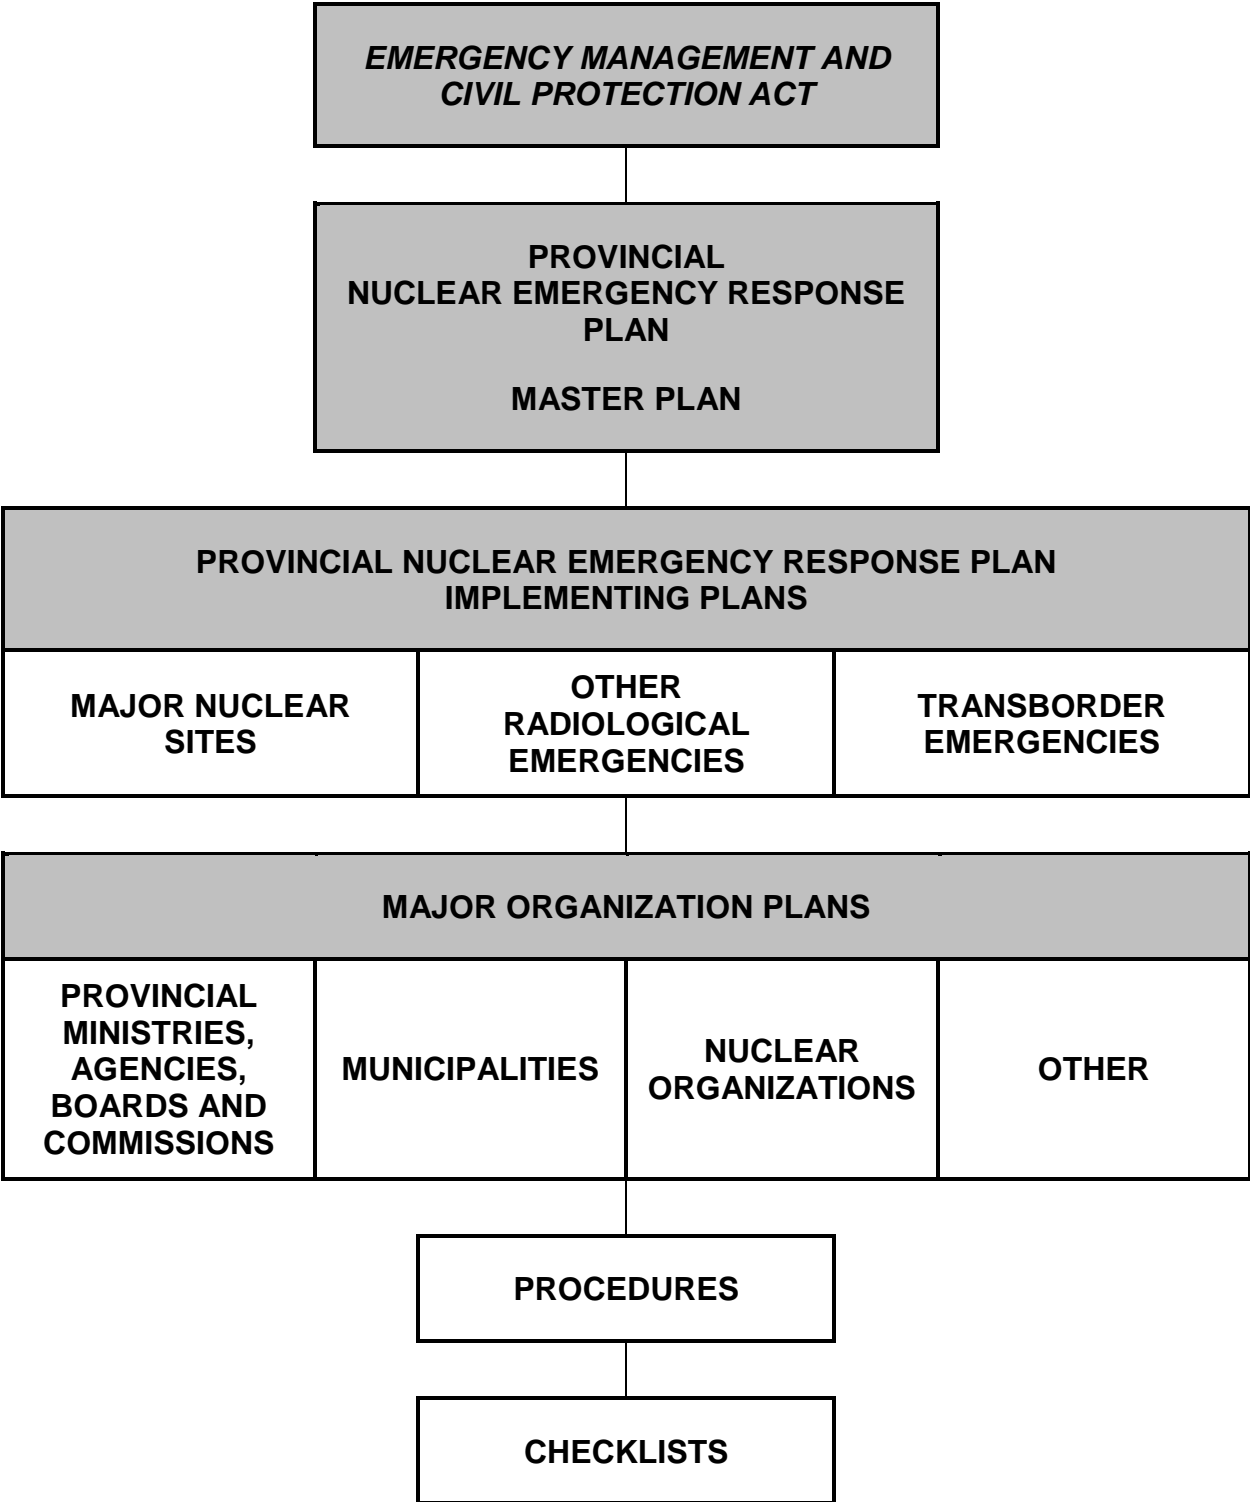 EMERGENCY MANAGEMENT AND
CIVIL PROTECTION ACT
PROVINCIAL
NUCLEAR EMERGENCY RESPONSE
PLAN
MASTER PLAN
PROVINCIAL NUCLEAR EMERGENCY RESPONSE PLAN
IMPLEMENTING PLANS
MAJOR NUCLEAR
SITES
OTHER
RADIOLOGICAL
EMERGENCIES
TRANSBORDER
EMERGENCIES
MAJOR ORGANIZATION PLANS
PROVINCIAL
MINISTRIES,
AGENCIES,
BOARDS AND
COMMISSIONS
MUNICIPALITIES
NUCLEAR
ORGANIZATIONS
OTHER
PROCEDURES
CHECKLISTS